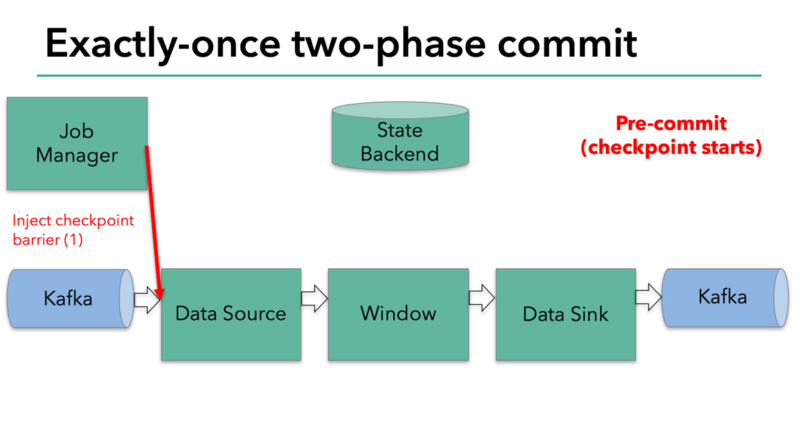 Exactly-once two-phase commit
Job
Manager
State
Backend
Pre-commit
(checkpoint starts)
Inject checkpoint
barrier (1)
Kafka
Data Source
Window
Data Sink
Kafka